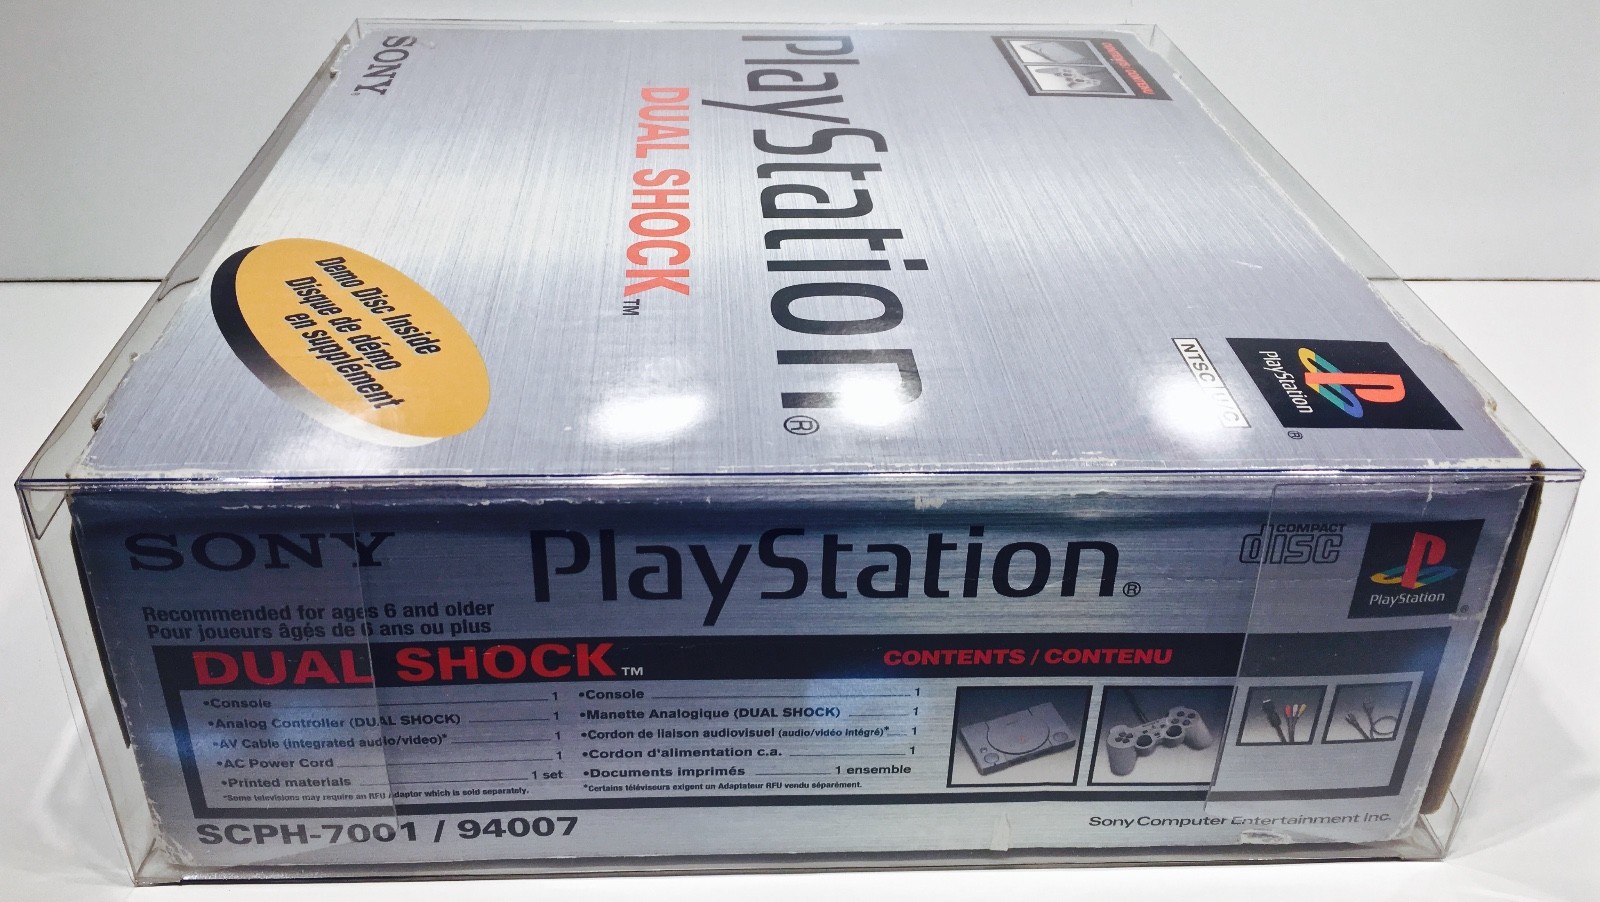 SONY
PlayStation®
DUAL SHOCK™
Demo Disc Inside
Disque de démo
en supplément
NTSC U/C
PlayStation
®
SONY
PlayStation®
COMPACT
disc
PlayStation
®
Recommended for ages 6 and older
Pour joueurs âgés de 6 ans ou plus
DUAL SHOCK™
CONTENTS / CONTENU
•Console 1
•Analog Controller (DUAL SHOCK) 1
•AV Cable (integrated audio/video)* 1
•AC Power Cord 1
•Printed materials 1 set
*Some televisions may require an RFU Adaptor which is sold separately.
•Console 1
•Manette Analogique (DUAL SHOCK) 1
•Cordon de liaison audiovisuel (audio/vidéo intégré)* 1
•Cordon d'alimentation c.a. 1
•Documents imprimés 1 ensemble
*Certains téléviseurs exigent un Adaptateur RFU vendu séparément.
SCPH-7001 / 94007
Sony Computer Entertainment Inc.